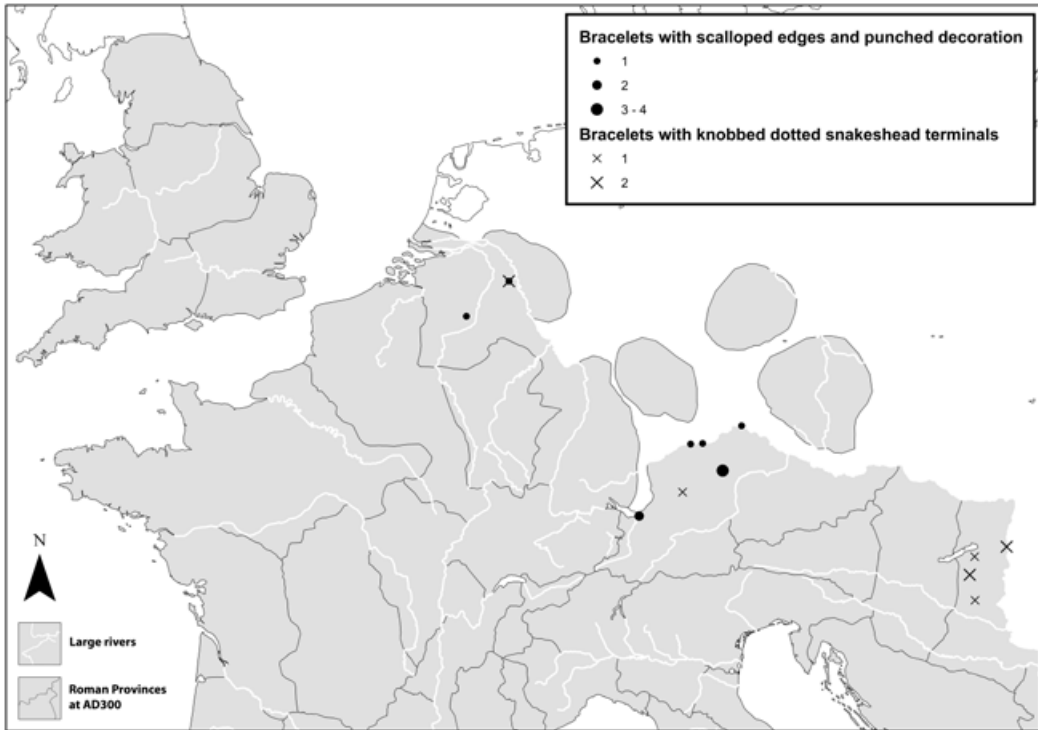 Bracelets with scalloped edges and punched decoration
1
2
3 - 4
Bracelets with knobbed dotted snakeshead terminals
1
2
N
Large rivers
Roman Provinces
at AD300